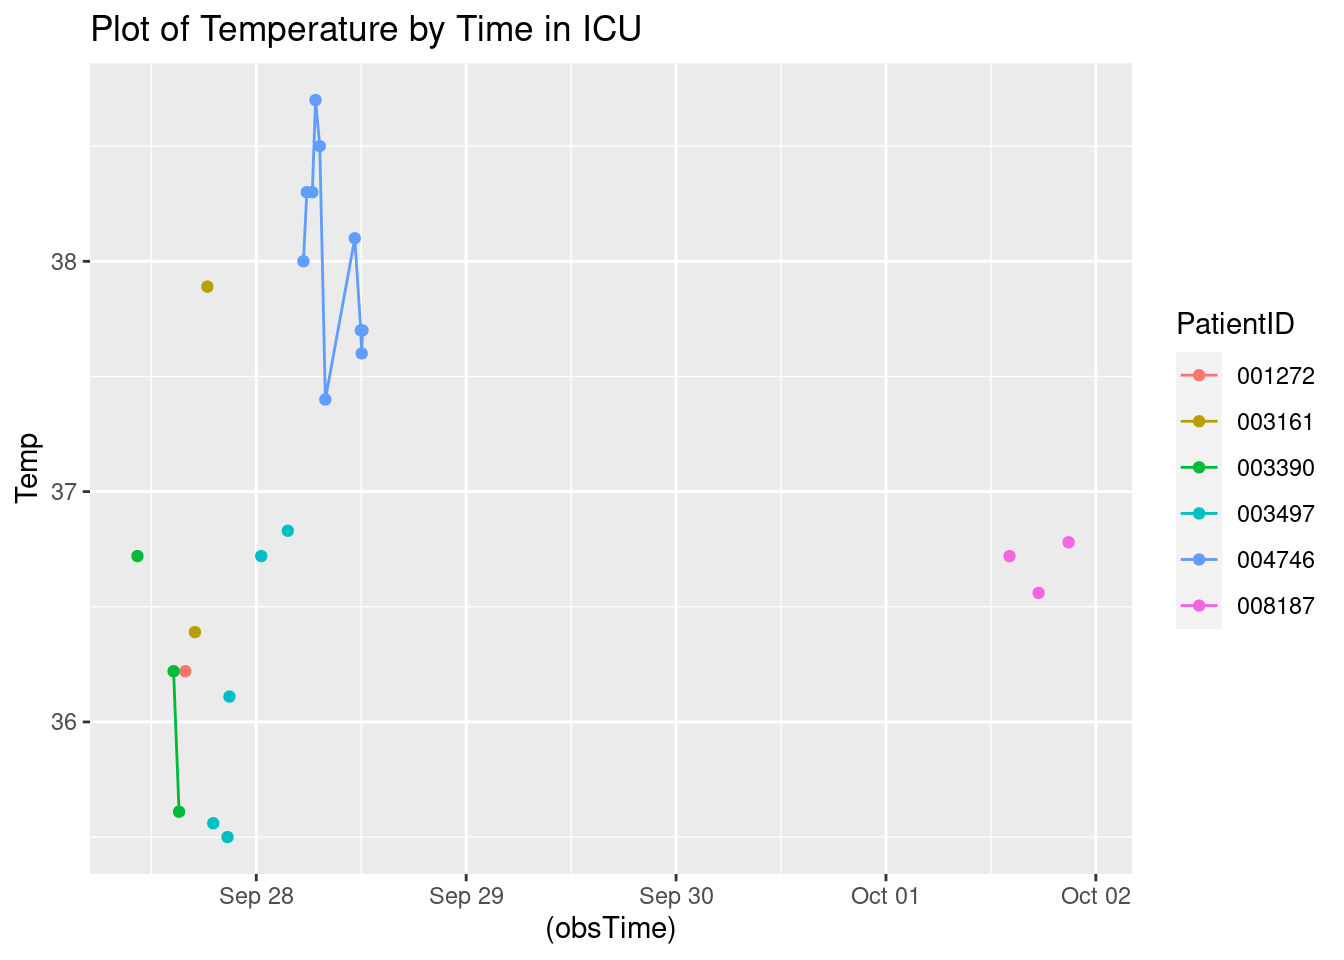 Plot of Temperature by Time in ICU
Temp
38
37
36
Sep 28 Sep 29 Sep 30 Oct 01 Oct 02
(obsTime)
PatientID
001272
003161
003390
003497
004746
008187